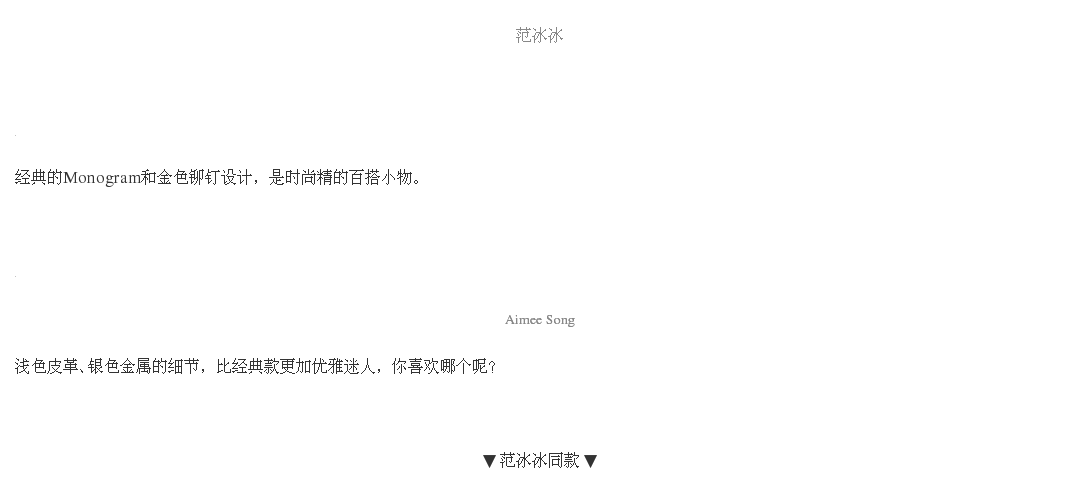 范冰冰
经典的Monogram和金色铆钉设计，是时尚精的百搭小物。
Aimee Song
浅色皮革、银色金属的细节，比经典款更加优雅迷人，你喜欢哪个呢?
▼ 范冰冰同款 ▼